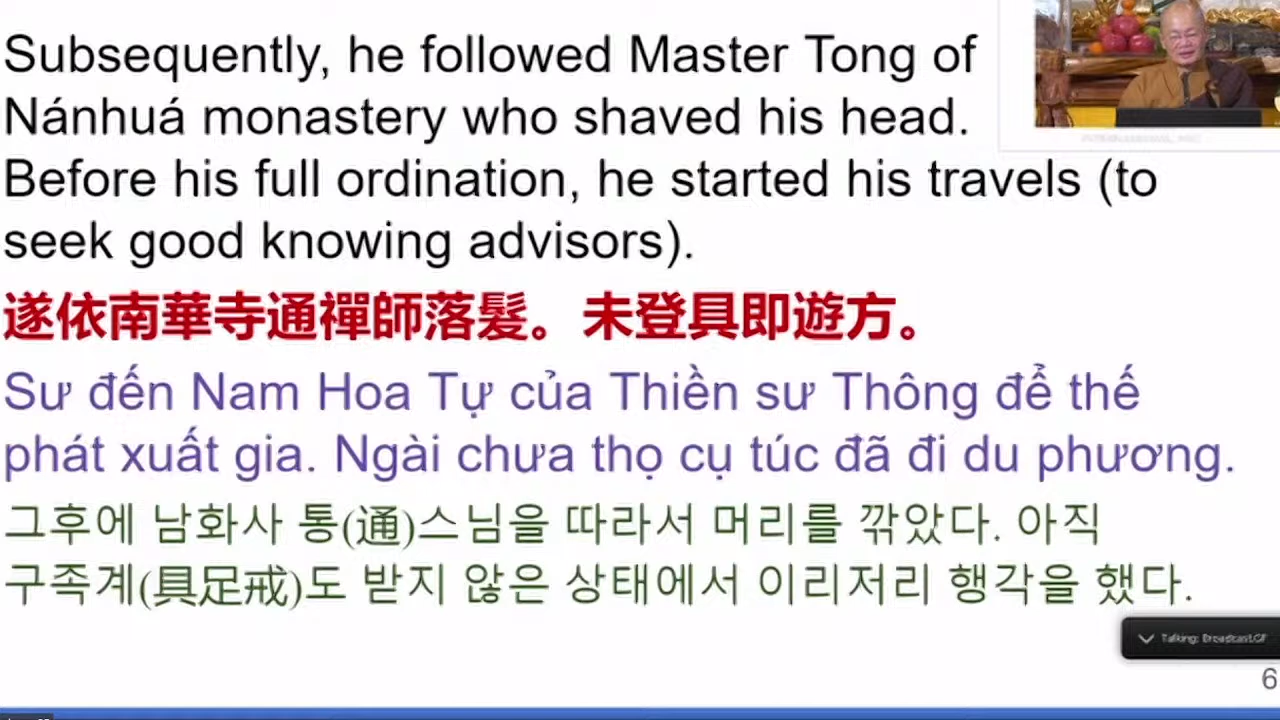 Subsequently, he followed Master Tong of
Nánhuá monastery who shaved his head.
Before his full ordination, he started his travels (to
seek good knowing advisors).
遂依南華寺通禪師落髮。未登具即遊方。
Sư đến Nam Hoa Tự của Thiền sư Thông để thế
phát xuất gia. Ngài chưa thọ cụ túc đã đi du phương.
그후에 남화사 통(通)스님을 따라서 머리를 깎았다. 아직
구족계(具足戒)도 받지 않은 상태에서 이리저리 행각을 했다.
Talking: BroadcastLGF
6